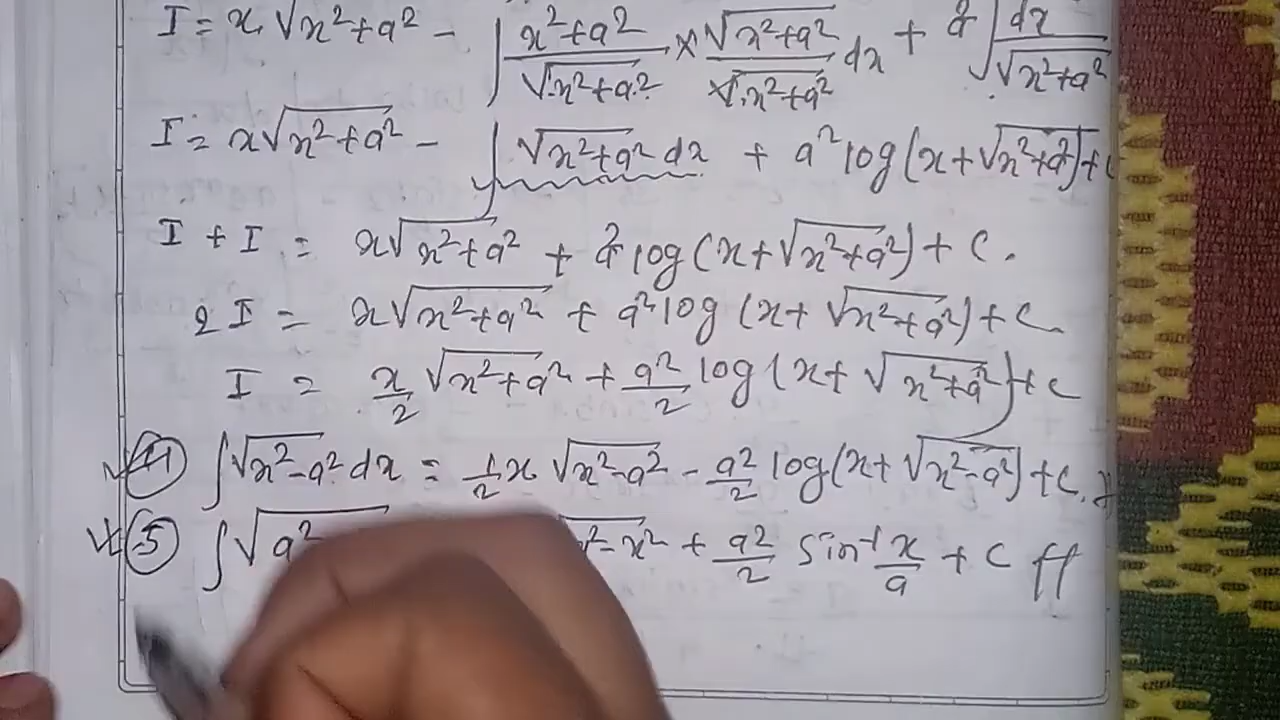 I = x √x²+a² - ∫ x²+a² / √x²+a² × √x²+a² / √x²+a² dx + a² ∫ dx / √x²+a²
I = x√x²+a² - ∫ √x²+a² dx + a² log(x+√x²+a²)+c
I + I = x√x²+a² + a² log(x+√x²+a²) + c.
2I = x√x²+a² + a² log(x+√x²+a²)+c.
I = x/2 √x²+a² + a²/2 log(x+√x²+a²)+c
∫√x²-a² dx = 1/2 x √x²-a² - a²/2 log(x+√x²-a²)+c.
5 ∫√a² ²-x² + a²/2 sin⁻¹ x/a + c